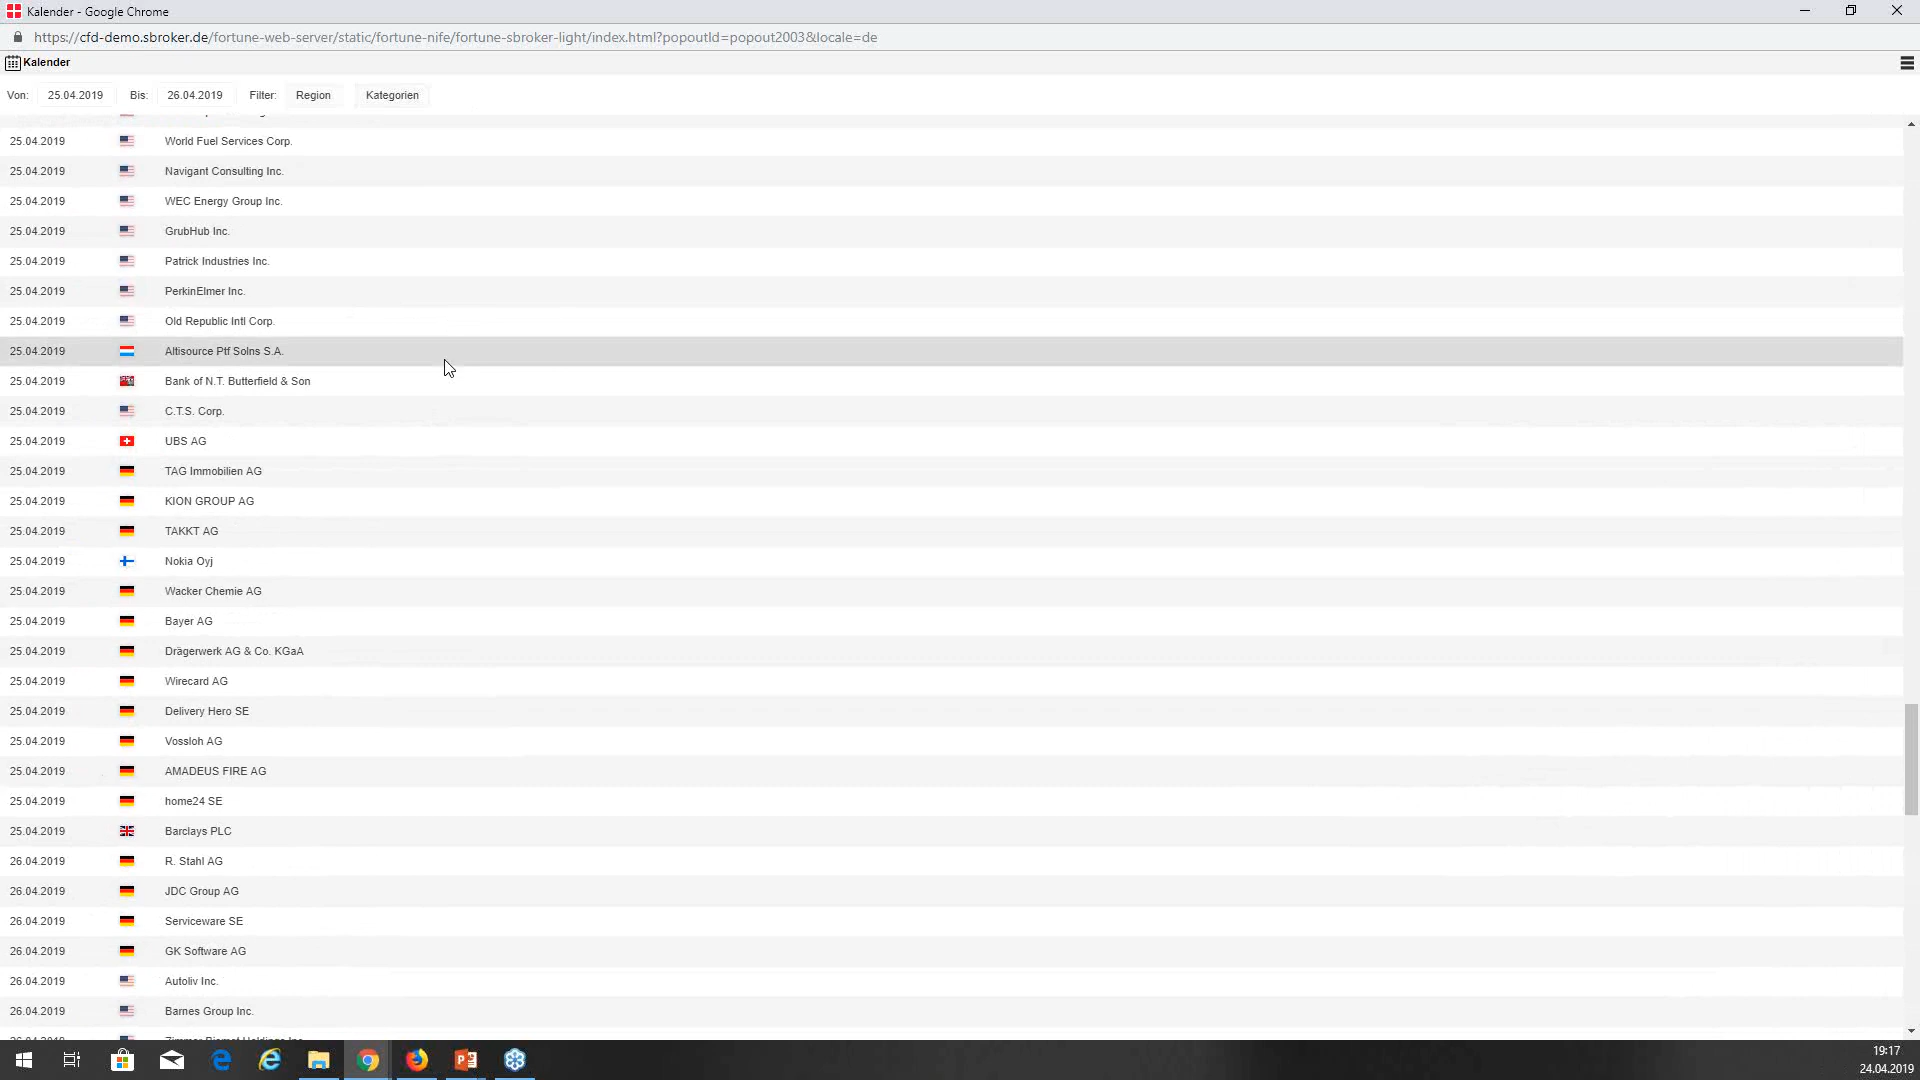 Kalender - Google Chrome
https://cfd-demo.sbroker.de/fortune-web-server/static/fortune-nife/fortune-sbroker-light/index.html?popoutId=popout2003&locale=de
Kalender
Von: 25.04.2019 Bis: 26.04.2019 Filter: Region Kategorien
25.04.2019 World Fuel Services Corp.
25.04.2019 Navigant Consulting Inc.
25.04.2019 WEC Energy Group Inc.
25.04.2019 GrubHub Inc.
25.04.2019 Patrick Industries Inc.
25.04.2019 PerkinElmer Inc.
25.04.2019 Old Republic Intl Corp.
25.04.2019 Altisource Ptf Solns S.A.
25.04.2019 Bank of N.T. Butterfield & Son
25.04.2019 C.T.S. Corp.
25.04.2019 UBS AG
25.04.2019 TAG Immobilien AG
25.04.2019 KION GROUP AG
25.04.2019 TAKKT AG
25.04.2019 Nokia Oyj
25.04.2019 Wacker Chemie AG
25.04.2019 Bayer AG
25.04.2019 Drägerwerk AG & Co. KGaA
25.04.2019 Wirecard AG
25.04.2019 Delivery Hero SE
25.04.2019 Vossloh AG
25.04.2019 AMADEUS FIRE AG
25.04.2019 home24 SE
25.04.2019 Barclays PLC
26.04.2019 R. Stahl AG
26.04.2019 JDC Group AG
26.04.2019 Serviceware SE
26.04.2019 GK Software AG
26.04.2019 Autoliv Inc.
26.04.2019 Barnes Group Inc.
26.04.2019 Zimmer Biomet Holdings Inc.
19:17
24.04.2019